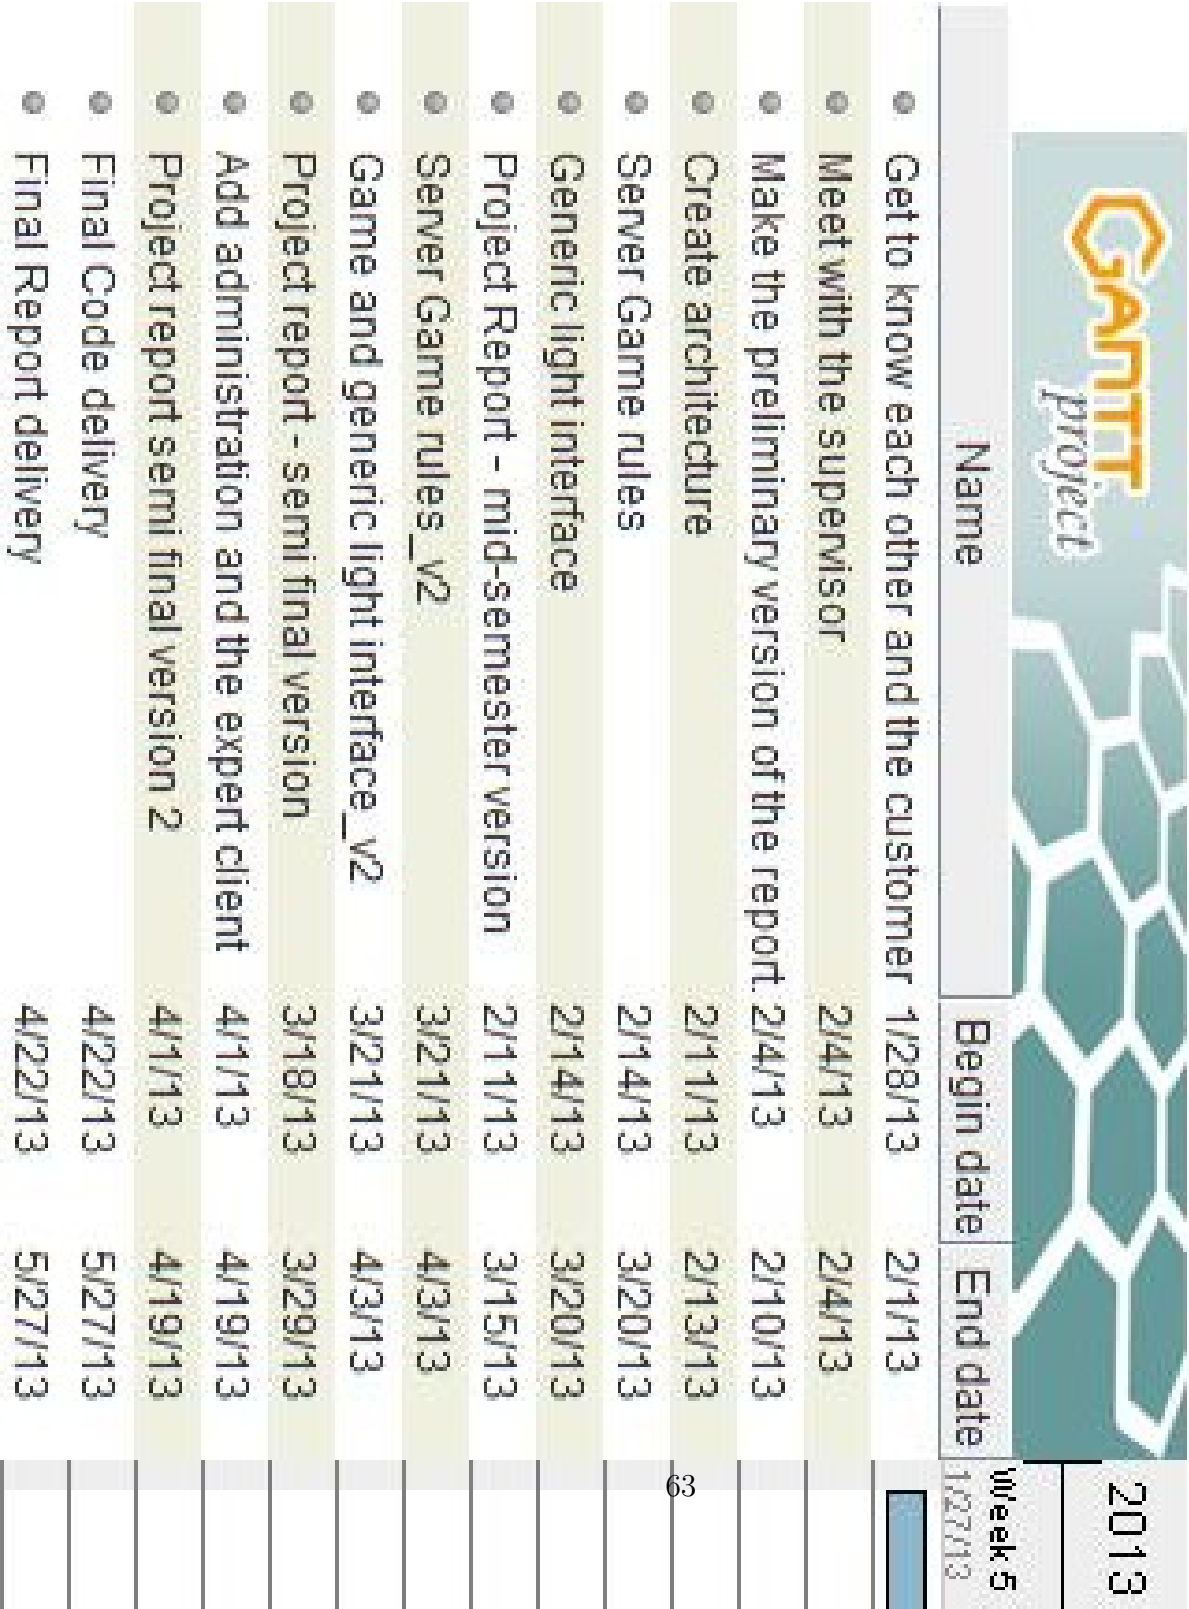 GANTT
project
2013
Week 5
1/27/13
Name Begin date End date
Get to know each other and the customer 1/28/13 2/1/13
Meet with the supervisor 2/4/13 2/4/13
Make the preliminary version of the report. 2/4/13 2/10/13
Create architecture 2/11/13 2/13/13
Server Game rules 2/14/13 3/20/13
Generic light interface 2/14/13 3/20/13
Project Report - mid-semester version 2/11/13 3/15/13
Server Game rules_v2 3/21/13 4/3/13
Game and generic light interface_v2 3/21/13 4/3/13
Project report - semi final version 3/18/13 3/29/13
Add administration and the expert client 4/1/13 4/19/13
Project report semi final version 2 4/1/13 4/19/13
Final Code delivery 4/22/13 5/27/13
Final Report delivery 4/22/13 5/27/13
63